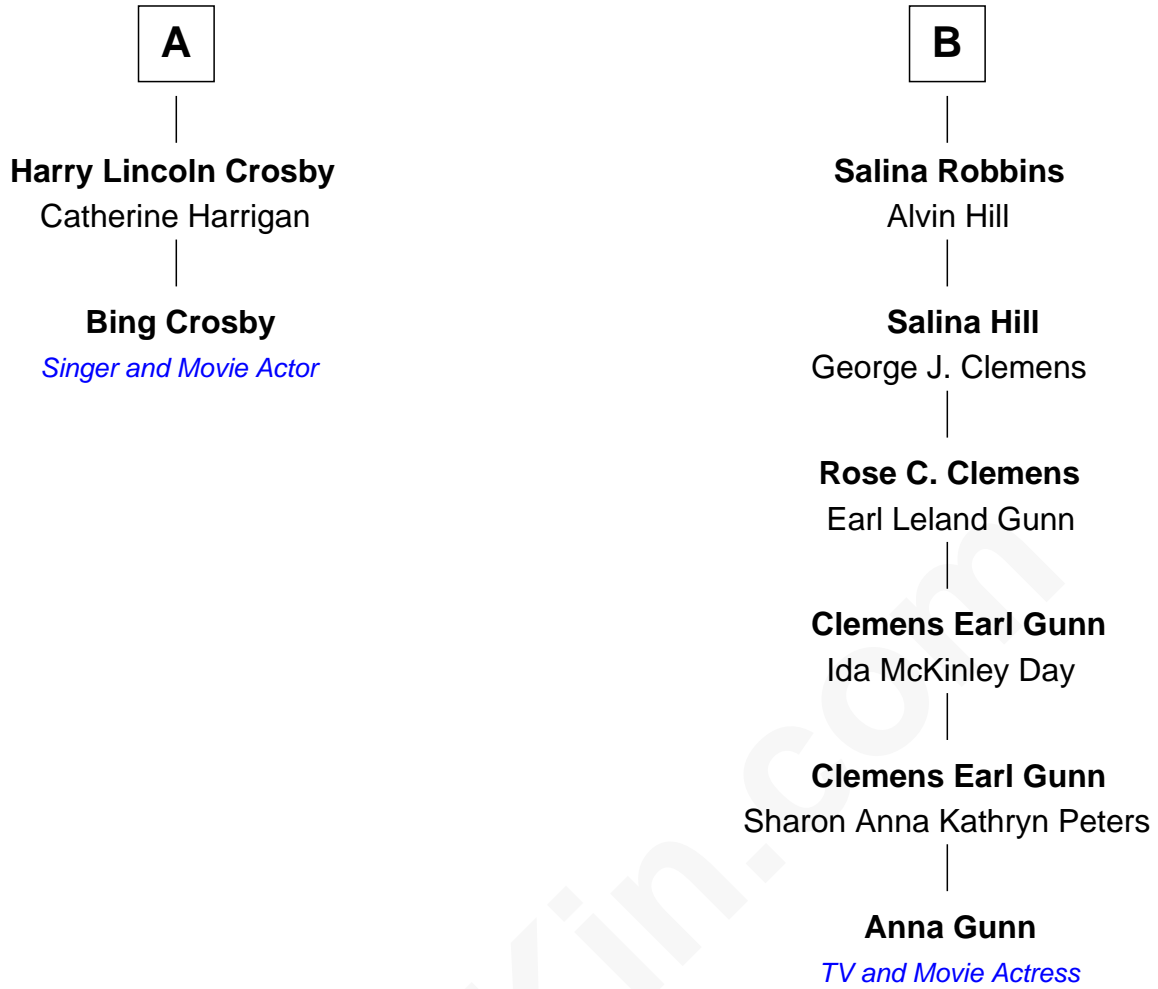 A
Harry Lincoln Crosby
Catherine Harrigan
Bing Crosby
Singer and Movie Actor
B
Salina Robbins
Alvin Hill
Salina Hill
George J. Clemens
Rose C. Clemens
Earl Leland Gunn
Clemens Earl Gunn
Ida McKinley Day
Clemens Earl Gunn
Sharon Anna Kathryn Peters
Anna Gunn
TV and Movie Actress
Kin.com